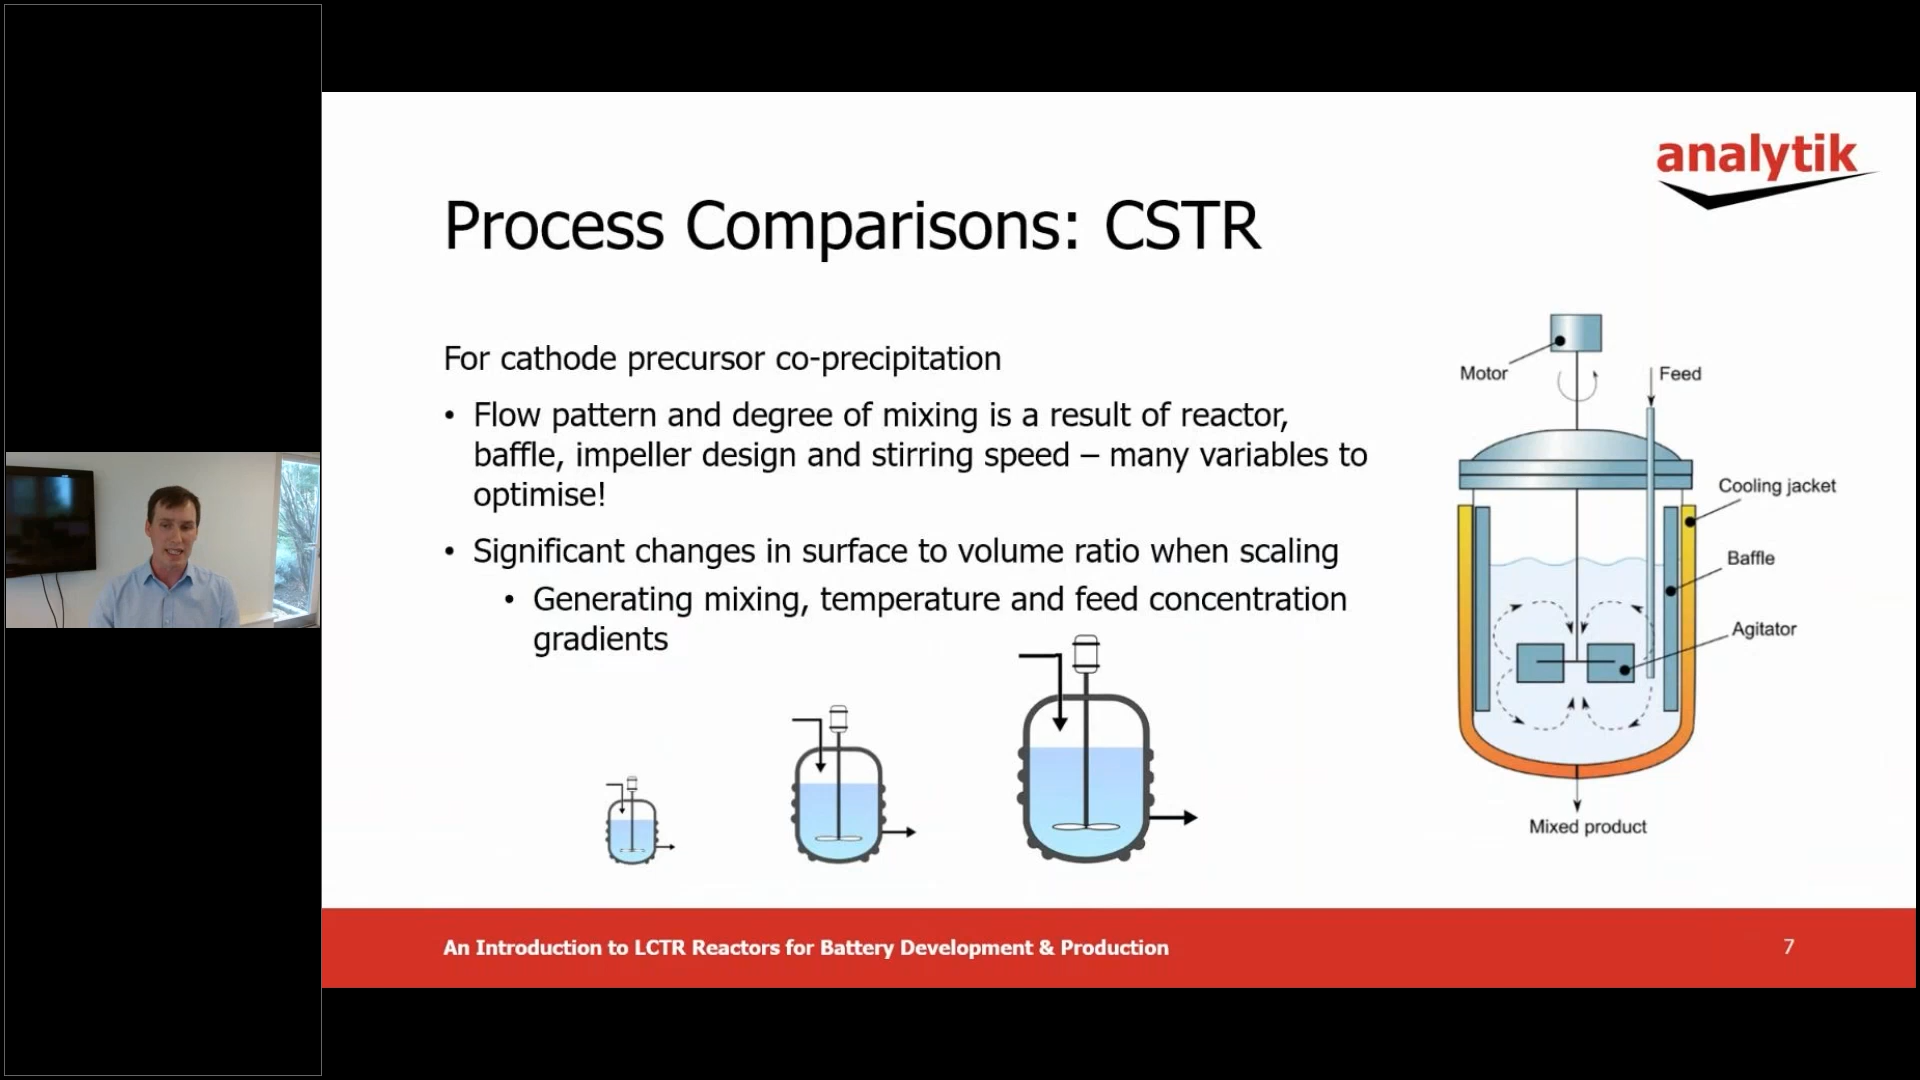 analytik
Process Comparisons: CSTR
For cathode precursor co-precipitation
• Flow pattern and degree of mixing is a result of reactor,
baffle, impeller design and stirring speed – many variables to
optimise!
• Significant changes in surface to volume ratio when scaling
• Generating mixing, temperature and feed concentration
gradients
Motor
Feed
Cooling jacket
Baffle
Agitator
Mixed product
An Introduction to LCTR Reactors for Battery Development & Production
7